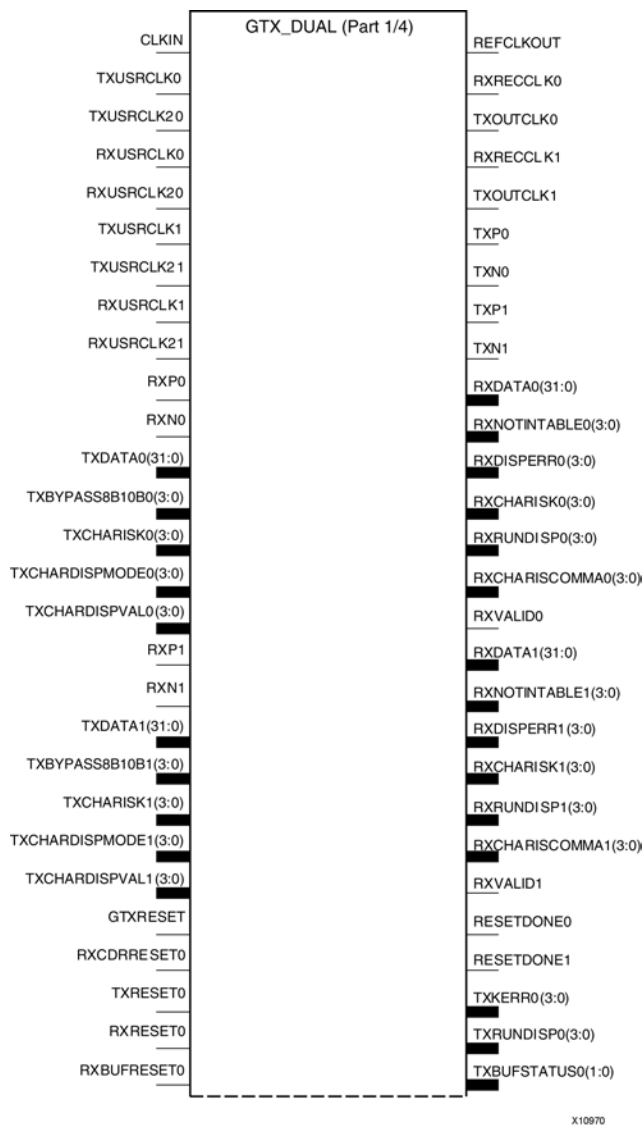 GTX_DUAL (Part 1/4)
CLKIN
TXUSRCLK0
TXUSRCLK20
RXUSRCLK0
RXUSRCLK20
TXUSRCLK1
TXUSRCLK21
RXUSRCLK1
RXUSRCLK21
RXP0
RXN0
TXDATA0(31:0)
TXBYPASS8B10B0(3:0)
TXCHARISK0(3:0)
TXCHARDISPMODE0(3:0)
TXCHARDISPVAL0(3:0)
RXP1
RXN1
TXDATA1(31:0)
TXBYPASS8B10B1(3:0)
TXCHARISK1(3:0)
TXCHARDISPMODE1(3:0)
TXCHARDISPVAL1(3:0)
GTXRESET
RXCDRRESET0
TXRESET0
RXRESET0
RXBUFRESET0
REFCLKOUT
RXRECCLK0
TXOUTCLK0
RXRECCLK1
TXOUTCLK1
TXP0
TXN0
TXP1
TXN1
RXDATA0(31:0)
RXNOTINTABLE0(3:0)
RXDISPERR0(3:0)
RXCHARISK0(3:0)
RXRUNDISP0(3:0)
RXCHARISCOMMA0(3:0)
RXVALID0
RXDATA1(31:0)
RXNOTINTABLE1(3:0)
RXDISPERR1(3:0)
RXCHARISK1(3:0)
RXRUNDISP1(3:0)
RXCHARISCOMMA1(3:0)
RXVALID1
RESETDONE0
RESETDONE1
TXKERR0(3:0)
TXRUNDISP0(3:0)
TXBUFSTATUS0(1:0)
X10970